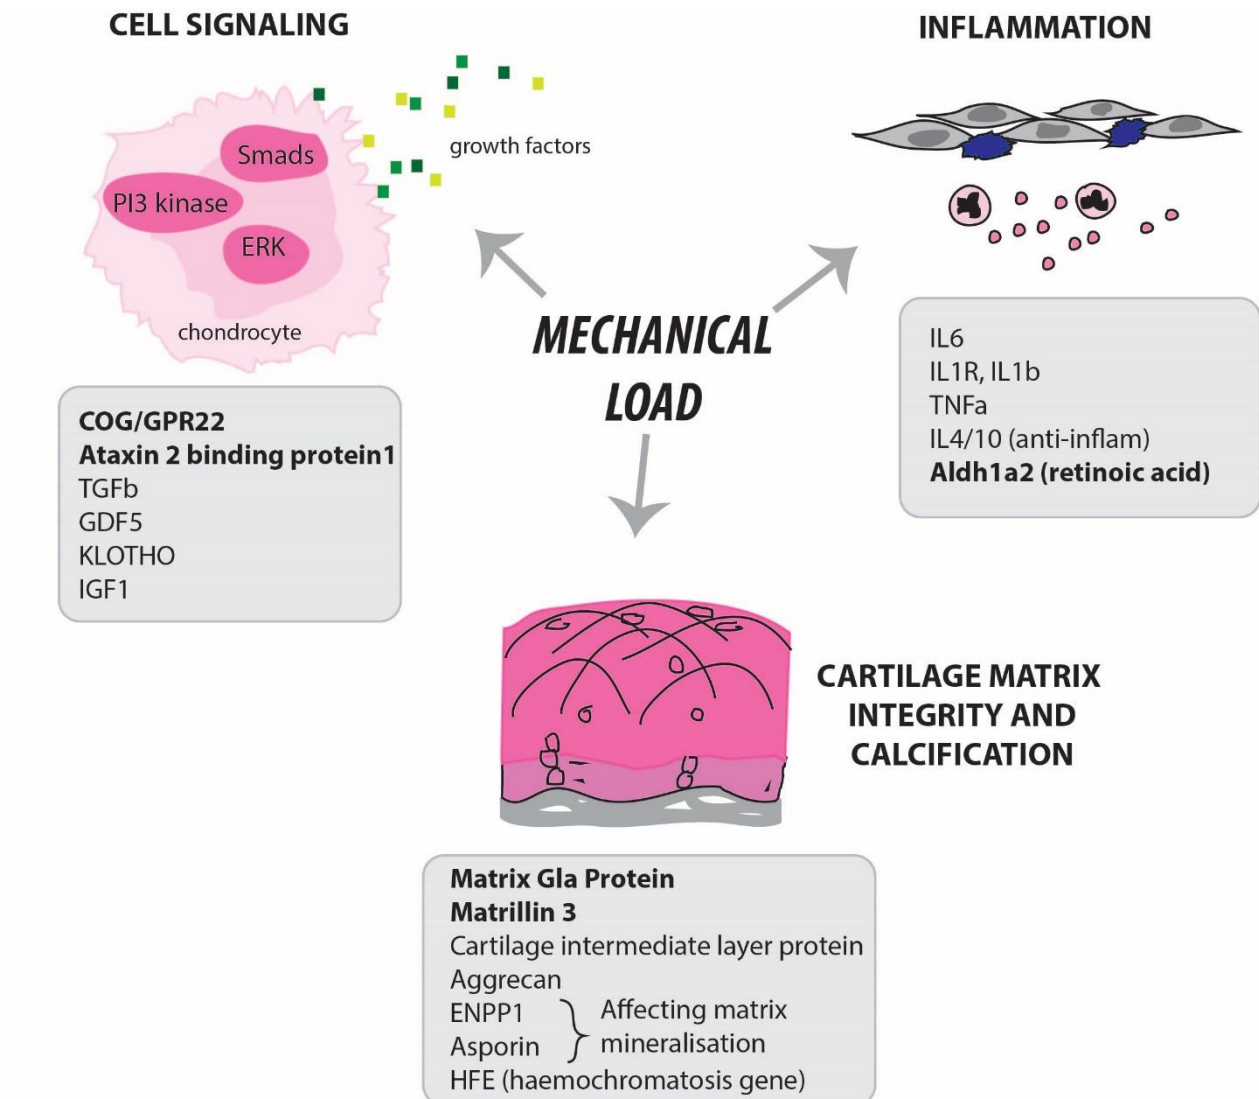 CELL SIGNALING
growth factors
Smads
PI3 kinase
ERK
chondrocyte
COG/GPR22
Ataxin 2 binding protein1
TGFb
GDF5
KLOTHO
IGF1
MECHANICAL
LOAD
INFLAMMATION
IL6
IL1R, IL1b
TNFa
IL4/10 (anti-inflam)
Aldh1a2 (retinoic acid)
CARTILAGE MATRIX
INTEGRITY AND
CALCIFICATION
Matrix Gla Protein
Matrillin 3
Cartilage intermediate layer protein
Aggrecan
ENPP1
Asporin
Affecting matrix
mineralisation
HFE (haemochromatosis gene)